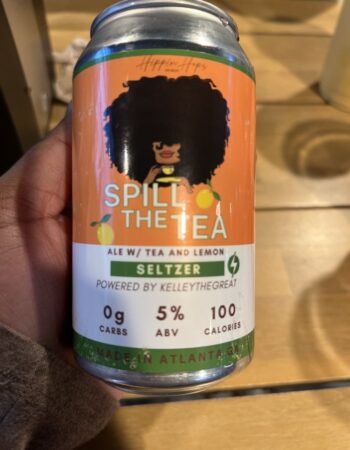 Hippin Hops
SPILL
THE TEA
ALE W/ TEA AND LEMON
SELTZER
POWERED BY KELLEYTHEGREAT
0g 5% 100
CARBS ABV CALORIES
MADE IN ATLANTA GA